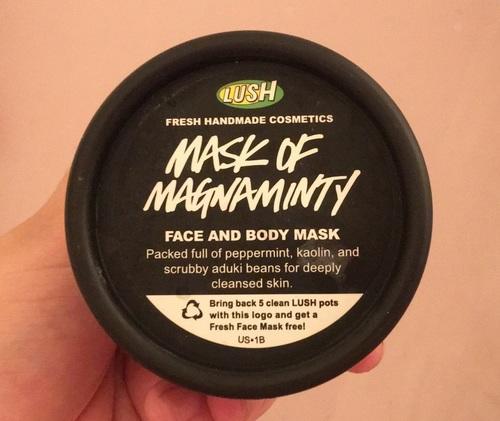 LUSH
FRESH HANDMADE COSMETICS
MASK OF
MAGNAMINTY
FACE AND BODY MASK
Packed full of peppermint, kaolin, and
scrubby aduki beans for deeply
cleansed skin.
Bring back 5 clean LUSH pots
with this logo and get a
Fresh Face Mask free!
US•1B